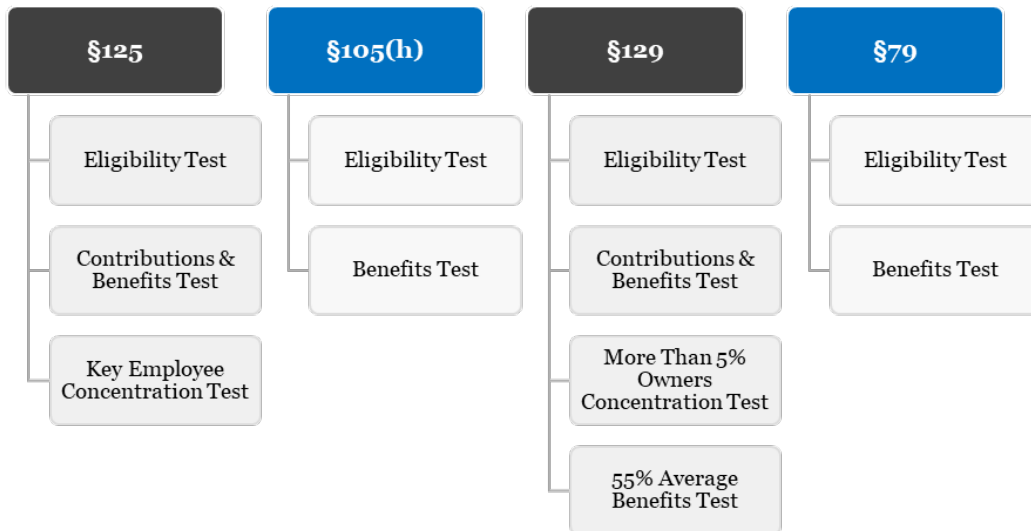 §125
Eligibility Test
Contributions &
Benefits Test
Key Employee
Concentration Test
§105(h)
Eligibility Test
Benefits Test
§129
Eligibility Test
Contributions &
Benefits Test
More Than 5%
Owners
Concentration Test
55% Average
Benefits Test
§79
Eligibility Test
Benefits Test